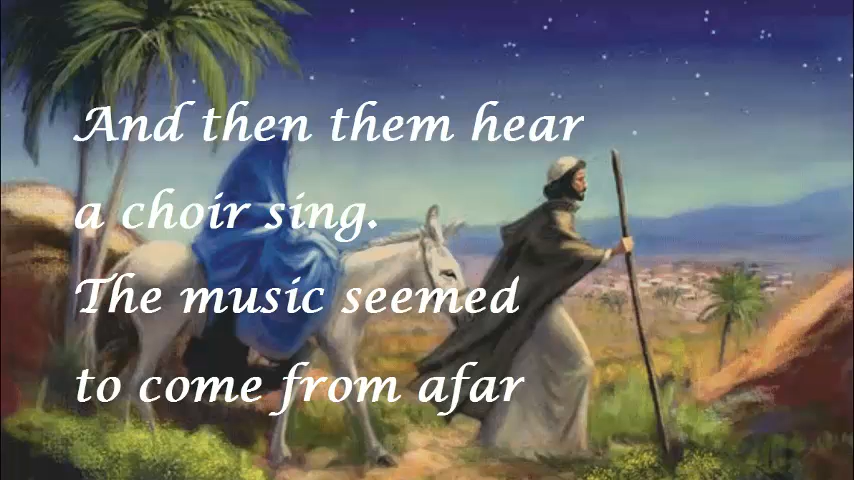 And then them hear
a choir sing.
The music seemed
to come from afar